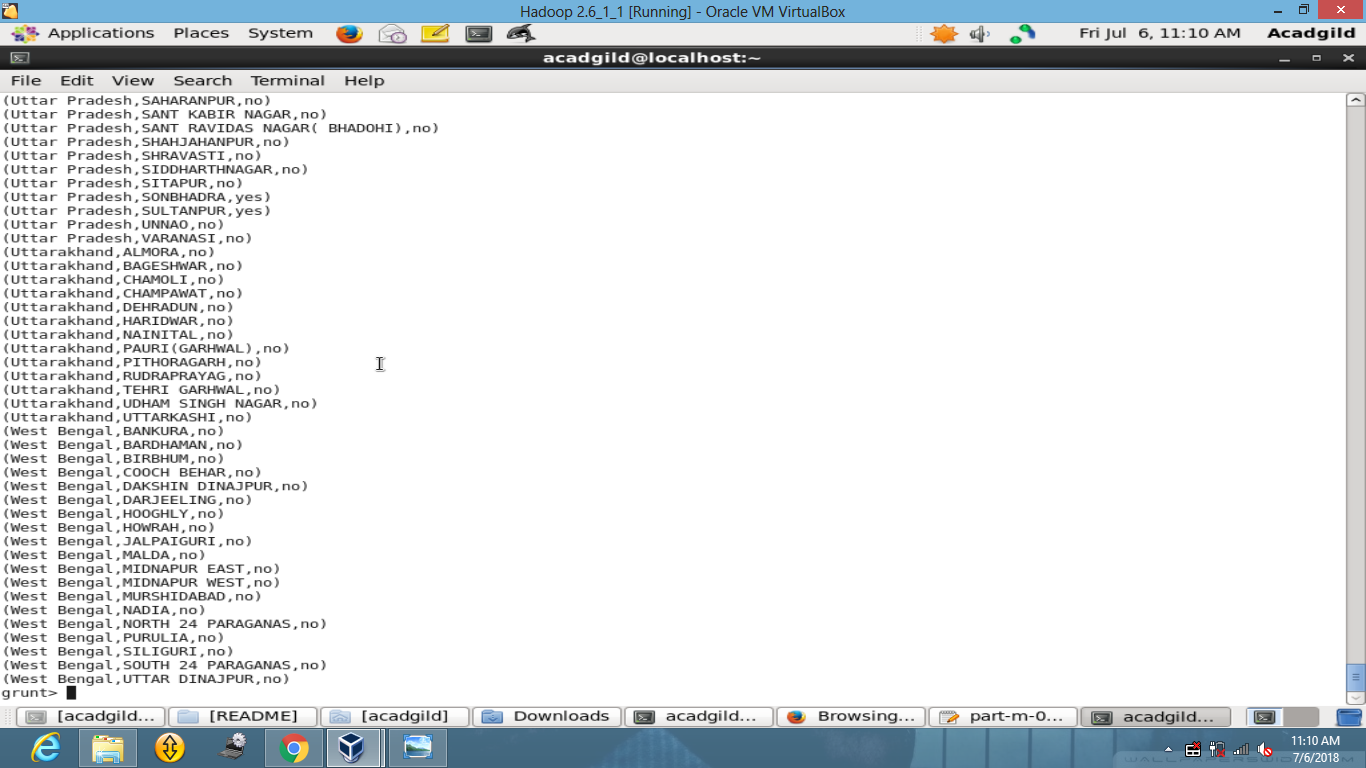 Hadoop 2.6_1_1 [Running] - Oracle VM VirtualBox
Applications Places System Fri Jul 6, 11:10 AM Acadgild
acadgild@localhost:~
File Edit View Search Terminal Help
(Uttar Pradesh,SAHARANPUR,no)
(Uttar Pradesh,SANT KABIR NAGAR,no)
(Uttar Pradesh,SANT RAVIDAS NAGAR( BHADOHI),no)
(Uttar Pradesh,SHAHJAHANPUR,no)
(Uttar Pradesh,SHRAVASTI,no)
(Uttar Pradesh,SIDDHARTHNAGAR,no)
(Uttar Pradesh,SITAPUR,no)
(Uttar Pradesh,SONBHADRA,yes)
(Uttar Pradesh,SULTANPUR,yes)
(Uttar Pradesh,UNNAO,no)
(Uttar Pradesh,VARANASI,no)
(Uttarakhand,ALMORA,no)
(Uttarakhand,BAGESHWAR,no)
(Uttarakhand,CHAMOLI,no)
(Uttarakhand,CHAMPAWAT,no)
(Uttarakhand,DEHRADUN,no)
(Uttarakhand,HARIDWAR,no)
(Uttarakhand,NAINITAL,no)
(Uttarakhand,PAURI(GARHWAL),no)
(Uttarakhand,PITHORAGARH,no)
(Uttarakhand,RUDRAPRAYAG,no)
(Uttarakhand,TEHRI GARHWAL,no)
(Uttarakhand,UDHAM SINGH NAGAR,no)
(Uttarakhand,UTTARKASHI,no)
(West Bengal,BANKURA,no)
(West Bengal,BARDHAMAN,no)
(West Bengal,BIRBHUM,no)
(West Bengal,COOCH BEHAR,no)
(West Bengal,DAKSHIN DINAJPUR,no)
(West Bengal,DARJEELING,no)
(West Bengal,HOOGHLY,no)
(West Bengal,HOWRAH,no)
(West Bengal,JALPAIGURI,no)
(West Bengal,MALDA,no)
(West Bengal,MIDNAPUR EAST,no)
(West Bengal,MIDNAPUR WEST,no)
(West Bengal,MURSHIDABAD,no)
(West Bengal,NADIA,no)
(West Bengal,NORTH 24 PARAGANAS,no)
(West Bengal,PURULIA,no)
(West Bengal,SILIGURI,no)
(West Bengal,SOUTH 24 PARAGANAS,no)
(West Bengal,UTTAR DINAJPUR,no)
grunt>
[acadgild... [README] [acadgild] Downloads acadgild... Browsing... part-m-0... acadgild...
11:10 AM
7/6/2018